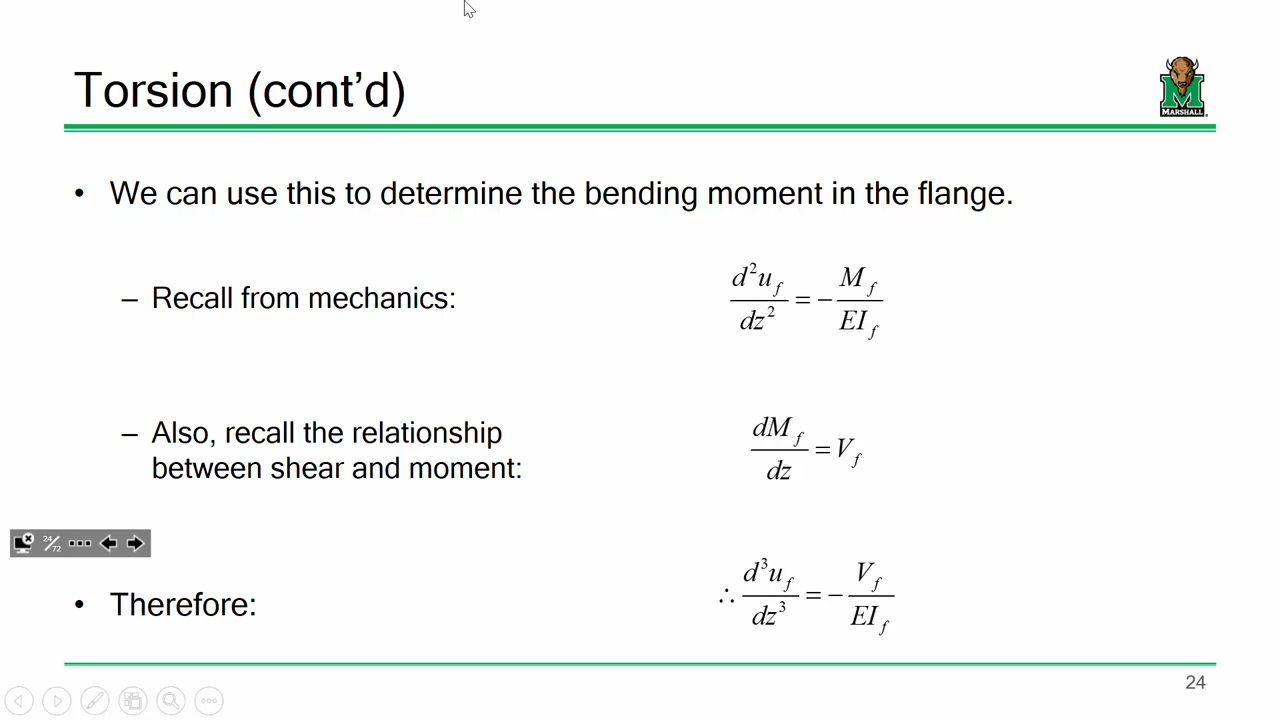 Torsion (cont’d)
MARSHALL
• We can use this to determine the bending moment in the flange.
– Recall from mechanics:
d²u_f/dz² = − M_f/EI_f
– Also, recall the relationship
between shear and moment:
dM_f/dz = V_f
24/72
• Therefore:
∴ d³u_f/dz³ = − V_f/EI_f
24